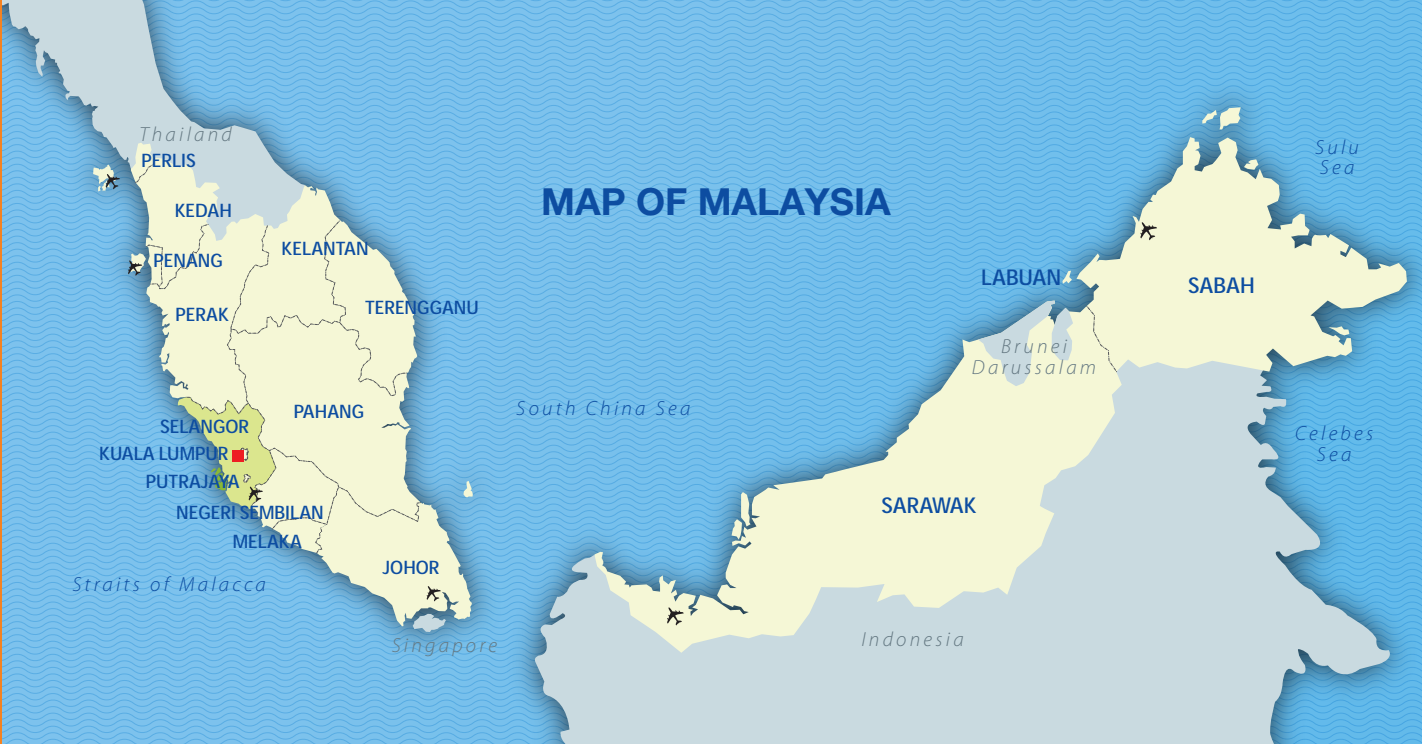 Thailand
PERLIS
KEDAH
PENANG
PERAK
KELANTAN
TERENGGANU
PAHANG
SELANGOR
KUALA LUMPUR
PUTRAJAYA
NEGERI SEMBILAN
MELAKA
JOHOR
Straits of Malacca
Singapore
MAP OF MALAYSIA
South China Sea
LABUAN
SABAH
Sulu
Sea
Brunei
Darussalam
Celebes
Sea
SARAWAK
Indonesia